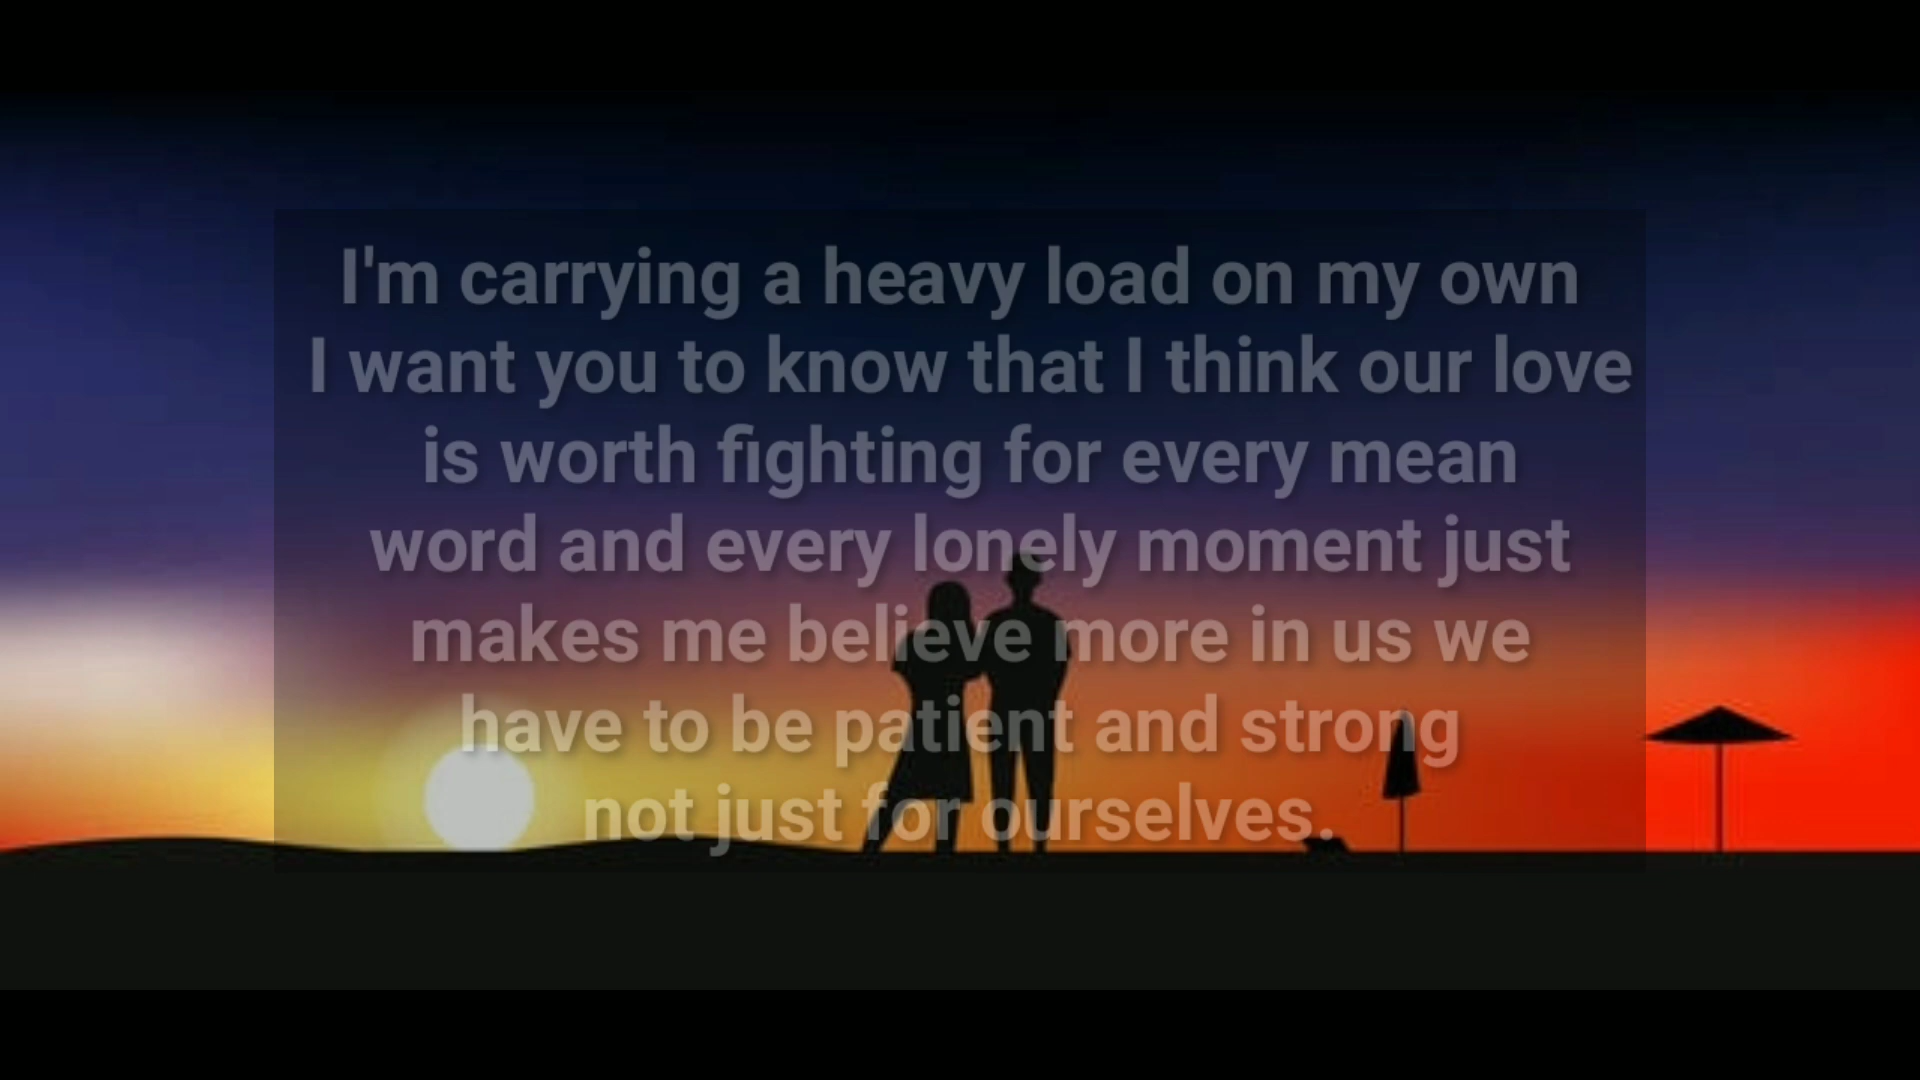 I'm carrying a heavy load on my own
I want you to know that I think our love
is worth fighting for every mean
word and every lonely moment just
makes me believe more in us we
have to be patient and strong
not just for ourselves.